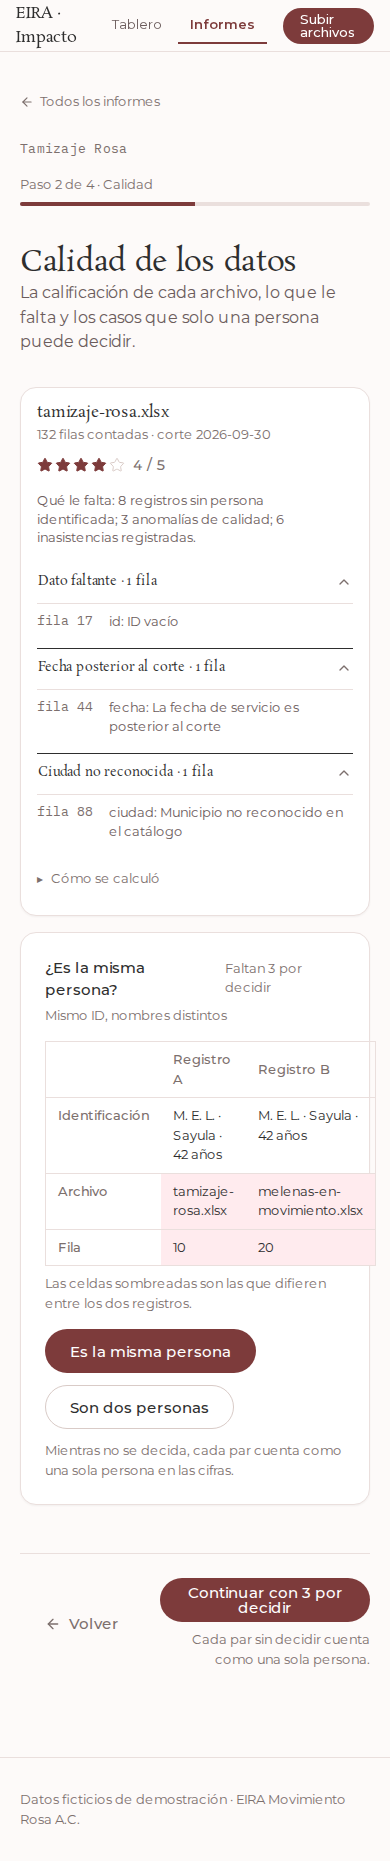 EIRA · Impacto
Tablero
Informes
Subir archivos
← Todos los informes
Tamizaje Rosa
Paso 2 de 4 · Calidad
Calidad de los datos
La calificación de cada archivo, lo que le
falta y los casos que solo una persona
puede decidir.
tamizaje-rosa.xlsx
132 filas contadas · corte 2026-09-30
4 / 5
Qué le falta: 8 registros sin persona
identificada; 3 anomalías de calidad; 6
inasistencias registradas.
Dato faltante · 1 fila
fila 17 id: ID vacío
Fecha posterior al corte · 1 fila
fila 44 fecha: La fecha de servicio es
posterior al corte
Ciudad no reconocida · 1 fila
fila 88 ciudad: Municipio no reconocido en
el catálogo
▸ Cómo se calculó
¿Es la misma
persona?
Faltan 3 por
decidir
Mismo ID, nombres distintos
Registro A
Registro B
Identificación
M. E. L. ·
Sayula ·
42 años
M. E. L. · Sayula ·
42 años
Archivo
tamizaje-
rosa.xlsx
melenas-en-
movimiento.xlsx
Fila 10 20
Las celdas sombreadas son las que difieren
entre los dos registros.
Es la misma persona
Son dos personas
Mientras no se decida, cada par cuenta como
una sola persona en las cifras.
← Volver
Continuar con 3 por
decidir
Cada par sin decidir cuenta
como una sola persona.
Datos ficticios de demostración · EIRA Movimiento
Rosa A.C.